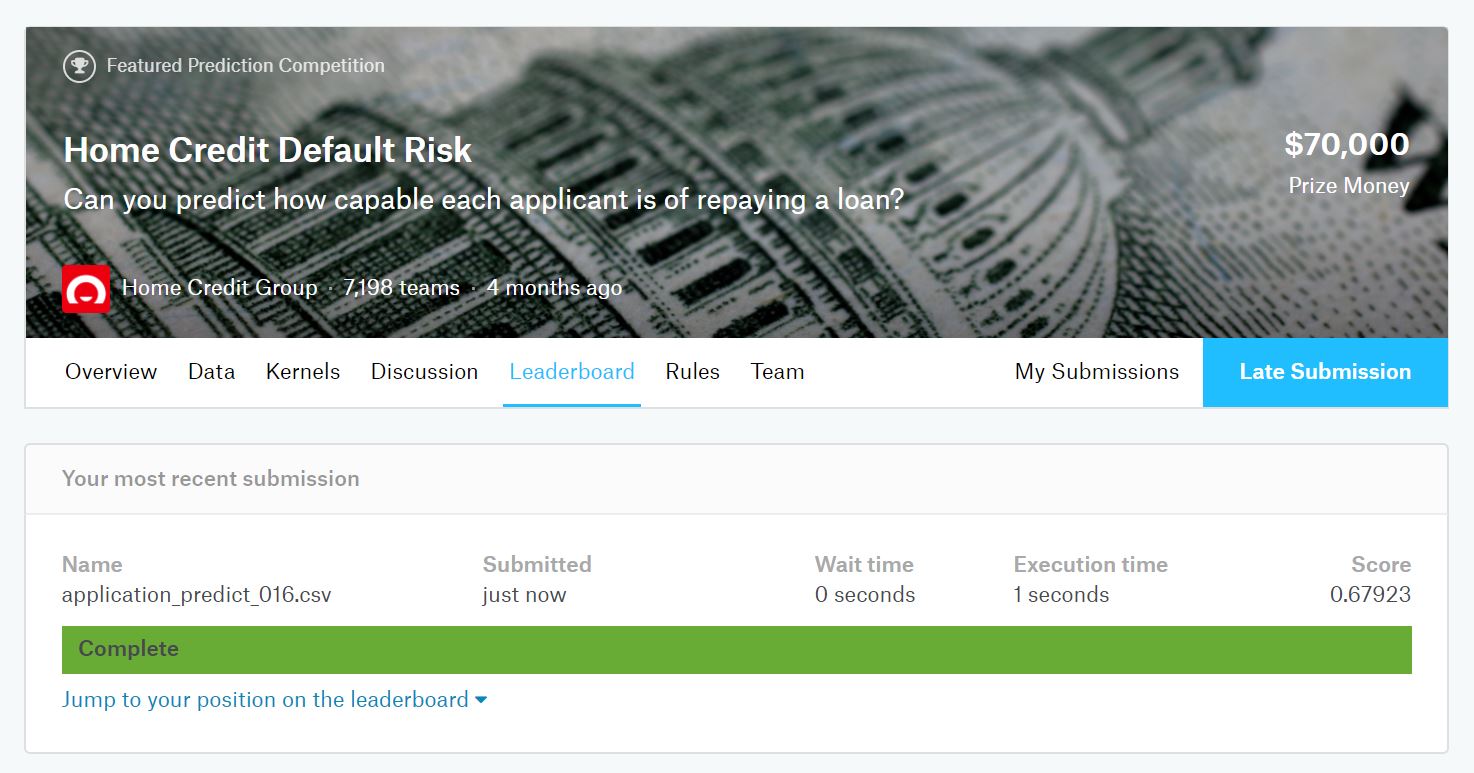 Featured Prediction Competition
Home Credit Default Risk
$70,000
Can you predict how capable each applicant is of repaying a loan?
Prize Money
Home Credit Group · 7,198 teams · 4 months ago
Overview Data Kernels Discussion Leaderboard Rules Team My Submissions Late Submission
Your most recent submission
Name Submitted Wait time Execution time Score
application_predict_016.csv just now 0 seconds 1 seconds 0.67923
Complete
Jump to your position on the leaderboard